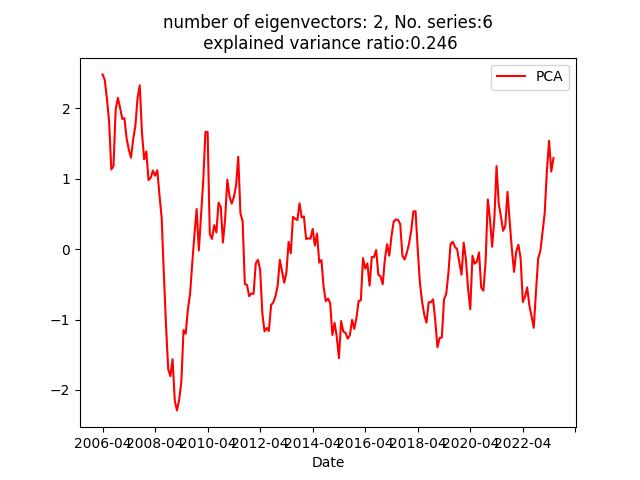 number of eigenvectors: 2, No. series:6
explained variance ratio:0.246
PCA
2
1
0
−1
−2
2006-04 2008-04 2010-04 2012-04 2014-04 2016-04 2018-04 2020-04 2022-04
Date